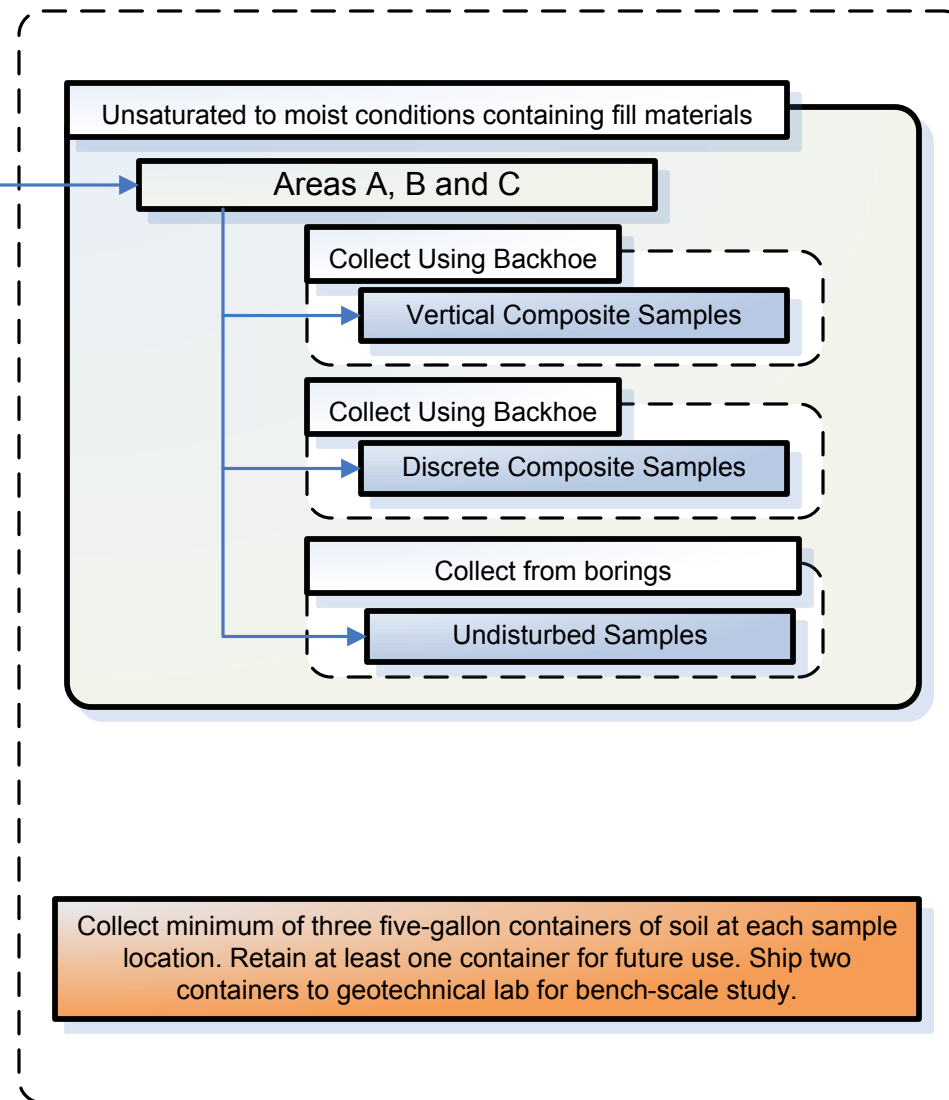 Unsaturated to moist conditions containing fill materials
Areas A, B and C
Collect Using Backhoe
Vertical Composite Samples
Collect Using Backhoe
Discrete Composite Samples
Collect from borings
Undisturbed Samples
Collect minimum of three five-gallon containers of soil at each sample
location. Retain at least one container for future use. Ship two
containers to geotechnical lab for bench-scale study.